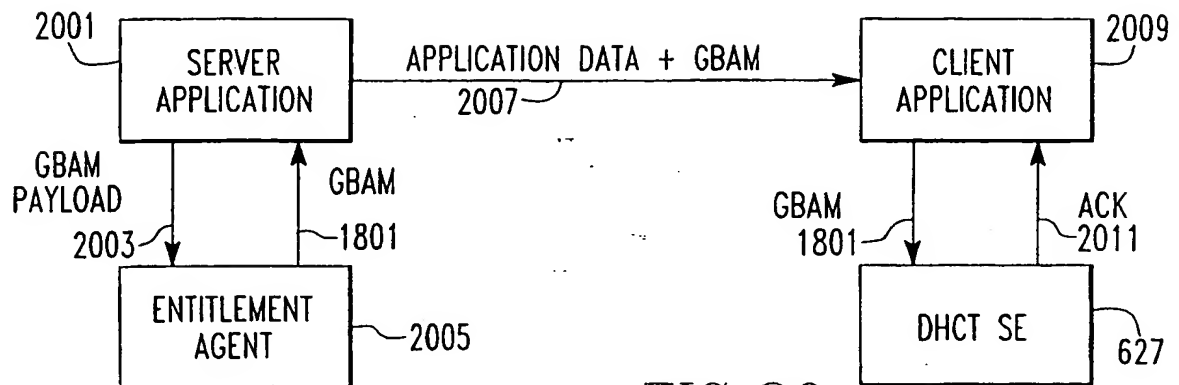 2001
SERVER
APPLICATION
APPLICATION DATA + GBAM
2007
CLIENT
APPLICATION
2009
GBAM
PAYLOAD
2003
GBAM
1801
GBAM
1801
ACK
2011
ENTITLEMENT
AGENT
2005
DHCT SE
627